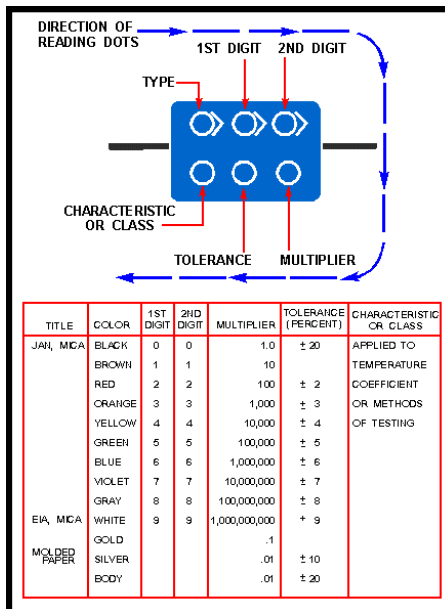 DIRECTION OF
READING DOTS
1ST DIGIT 2ND DIGIT
TYPE
CHARACTERISTIC
OR CLASS
TOLERANCE MULTIPLIER
TITLE COLOR 1ST DIGIT 2ND DIGIT MULTIPLIER TOLERANCE (PERCENT) CHARACTERISTIC OR CLASS
JAN, MICA BLACK 0 0 1.0 ± 20 APPLIED TO
BROWN 1 1 10 TEMPERATURE
RED 2 2 100 ± 2 COEFFICIENT
ORANGE 3 3 1,000 ± 3 OR METHODS
YELLOW 4 4 10,000 ± 4 OF TESTING
GREEN 5 5 100,000 ± 5
BLUE 6 6 1,000,000 ± 6
VIOLET 7 7 10,000,000 ± 7
GRAY 8 8 100,000,000 ± 8
EIA, MICA WHITE 9 9 1,000,000,000 + 9
GOLD .1
MOLDED PAPER SILVER .01 ± 10
BODY .01 ± 20